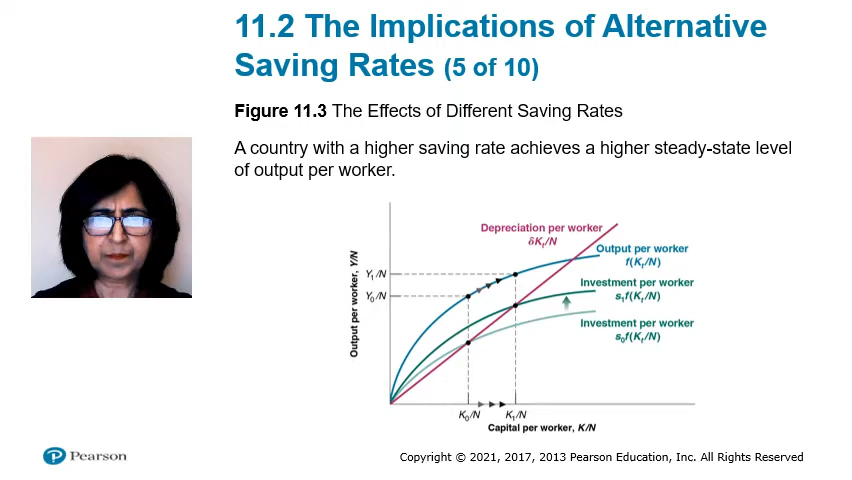 11.2 The Implications of Alternative
Saving Rates (5 of 10)
Figure 11.3 The Effects of Different Saving Rates
A country with a higher saving rate achieves a higher steady-state level
of output per worker.
Depreciation per worker
δKt/N
Output per worker
f(Kt/N)
Investment per worker
s1f(Kt/N)
Investment per worker
s0f(Kt/N)
Output per worker, Y/N
Y1/N
Y0/N
K0/N
K1/N
Capital per worker, K/N
Pearson
Copyright © 2021, 2017, 2013 Pearson Education, Inc. All Rights Reserved